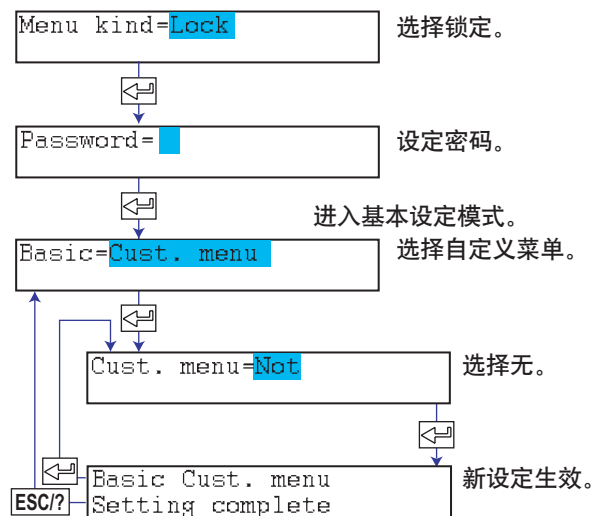 Menu kind=Lock
选择锁定。
Password=
设定密码。
进入基本设定模式。
Basic=Cust. menu
选择自定义菜单。
Cust. menu=Not
选择无。
Basic Cust. menu
新设定生效。
ESC/?
Setting complete